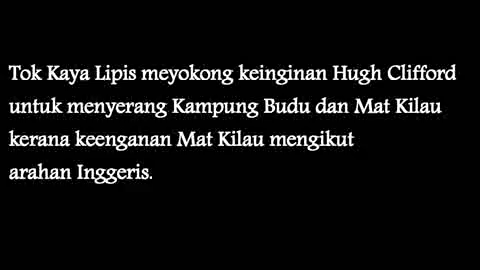 Tok Kaya Lipis meyokong keinginan Hugh Clifford
untuk menyerang Kampung Budu dan Mat Kilau
kerana keenganan Mat Kilau mengikut
arahan Inggeris.